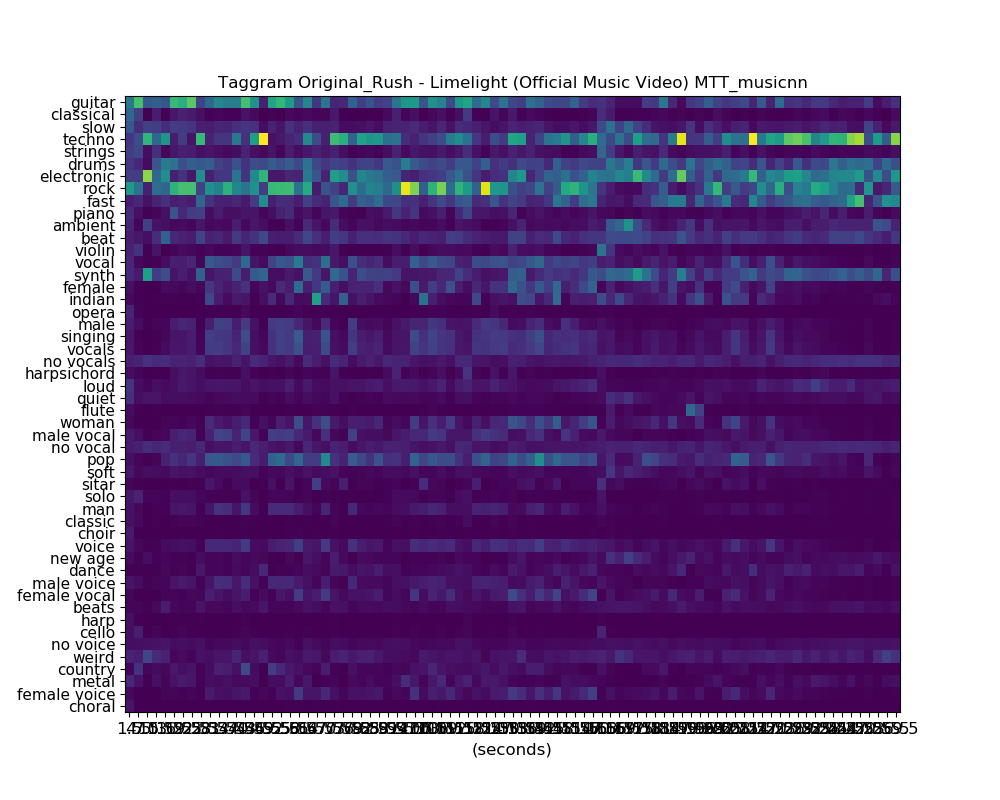 Taggram Original_Rush - Limelight (Official Music Video) MTT_musicnn
guitar
classical
slow
techno
strings
drums
electronic
rock
fast
piano
ambient
beat
violin
vocal
synth
female
indian
opera
male
singing
vocals
no vocals
harpsichord
loud
quiet
flute
woman
male vocal
no vocal
pop
soft
sitar
solo
man
classic
choir
voice
new age
dance
male voice
female vocal
beats
harp
cello
no voice
weird
country
metal
female voice
choral
(seconds)